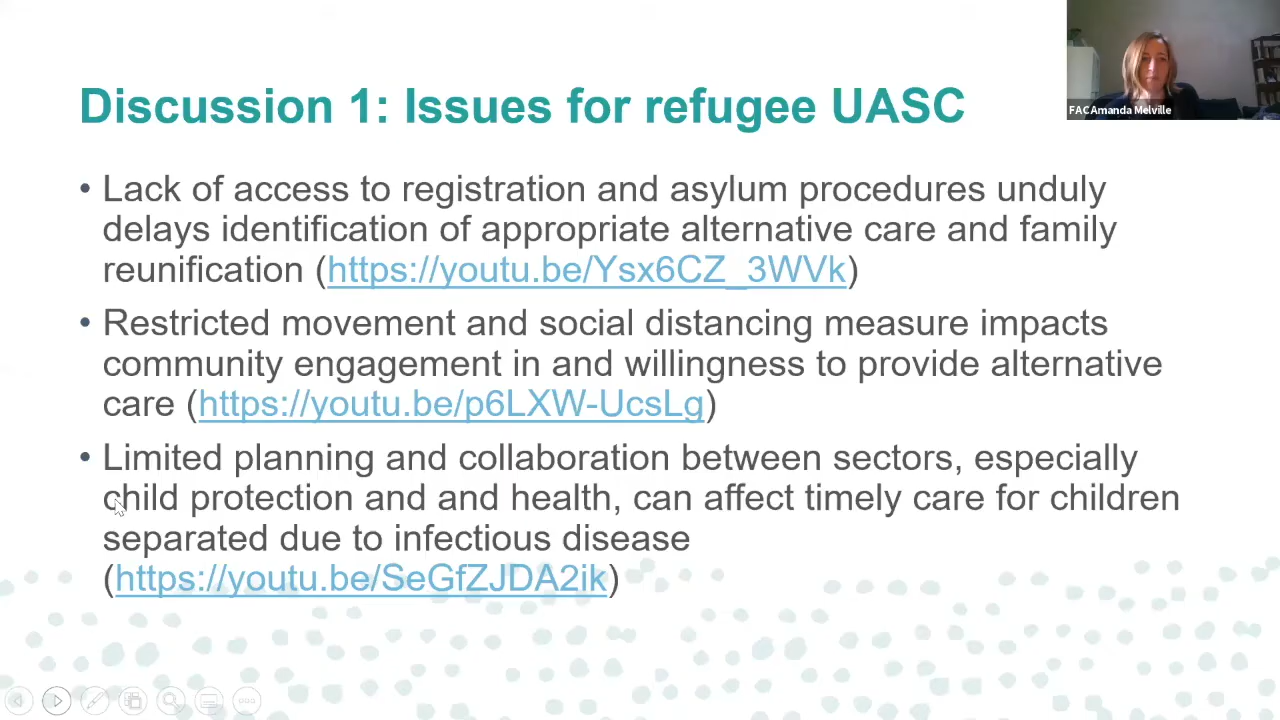 Discussion 1: Issues for refugee UASC
FAC Amanda Melville
• Lack of access to registration and asylum procedures unduly
delays identification of appropriate alternative care and family
reunification (https://youtu.be/Ysx6CZ_3WVk)
• Restricted movement and social distancing measure impacts
community engagement in and willingness to provide alternative
care (https://youtu.be/p6LXW-UcsLg)
• Limited planning and collaboration between sectors, especially
child protection and and health, can affect timely care for children
separated due to infectious disease
(https://youtu.be/SeGfZJDA2ik)